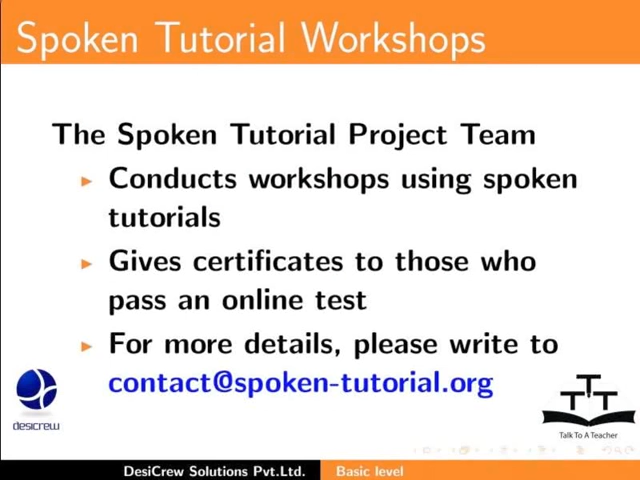 Spoken Tutorial Workshops
The Spoken Tutorial Project Team
Conducts workshops using spoken
tutorials
Gives certificates to those who
pass an online test
For more details, please write to
contact@spoken-tutorial.org
desicrew
TTT
Talk To A Teacher
DesiCrew Solutions Pvt.Ltd.
Basic level